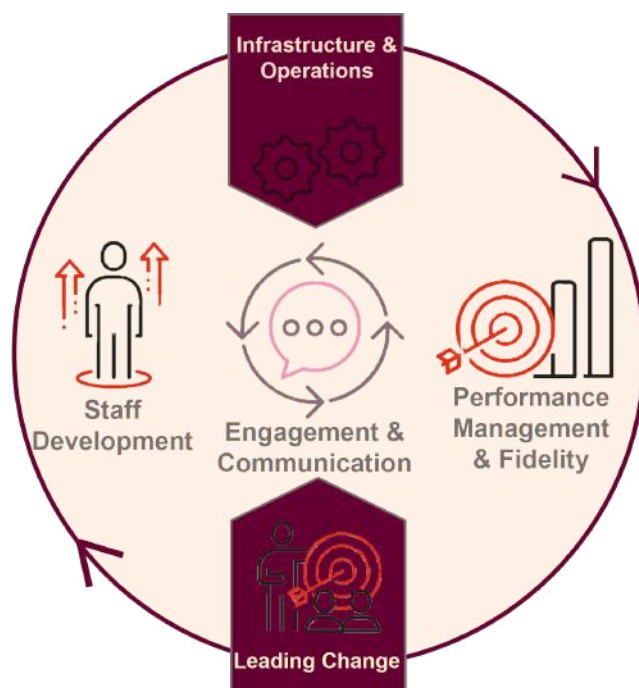 Infrastructure &
Operations
Staff
Development
Engagement &
Communication
Performance
Management
& Fidelity
Leading Change